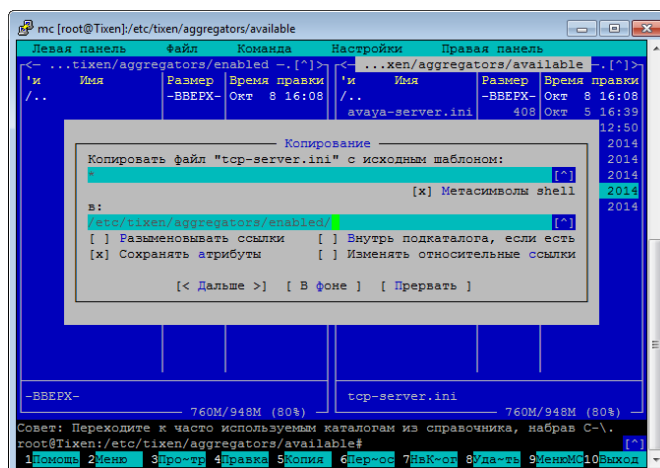 mc [root@Tixen]:/etc/tixen/aggregators/available
Левая панель Файл Команда Настройки Правая панель
<— ...tixen/aggregators/enabled —.[^]> <— ...xen/aggregators/available —.[^]>
'и Имя Размер Время правки 'и Имя Размер Время правки
/.. -ВВЕРХ- Окт 8 16:08 /.. -ВВЕРХ- Окт 8 16:08
avaya-server.ini 408 Окт 5 16:39
12:50
2014
2014
2014
2014
2014
Копирование
Копировать файл "tcp-server.ini" с исходным шаблоном:
* [^]
[x] Метасимволы shell
в:
/etc/tixen/aggregators/enabled/ [^]
[ ] Разыменовывать ссылки [ ] Внутрь подкаталога, если есть
[x] Сохранять атрибуты [ ] Изменять относительные ссылки
[< Дальше >] [ В фоне ] [ Прервать ]
-ВВЕРХ- tcp-server.ini
760M/948M (80%) 760M/948M (80%)
Совет: Переходите к часто используемым каталогам из справочника, набрав C-\.
root@Tixen:/etc/tixen/aggregators/available# [^]
1Помощь 2Меню 3Про~тр 4Правка 5Копия 6Пер~ос 7НвК~ог 8Уда~ть 9МенюMC 10Выход